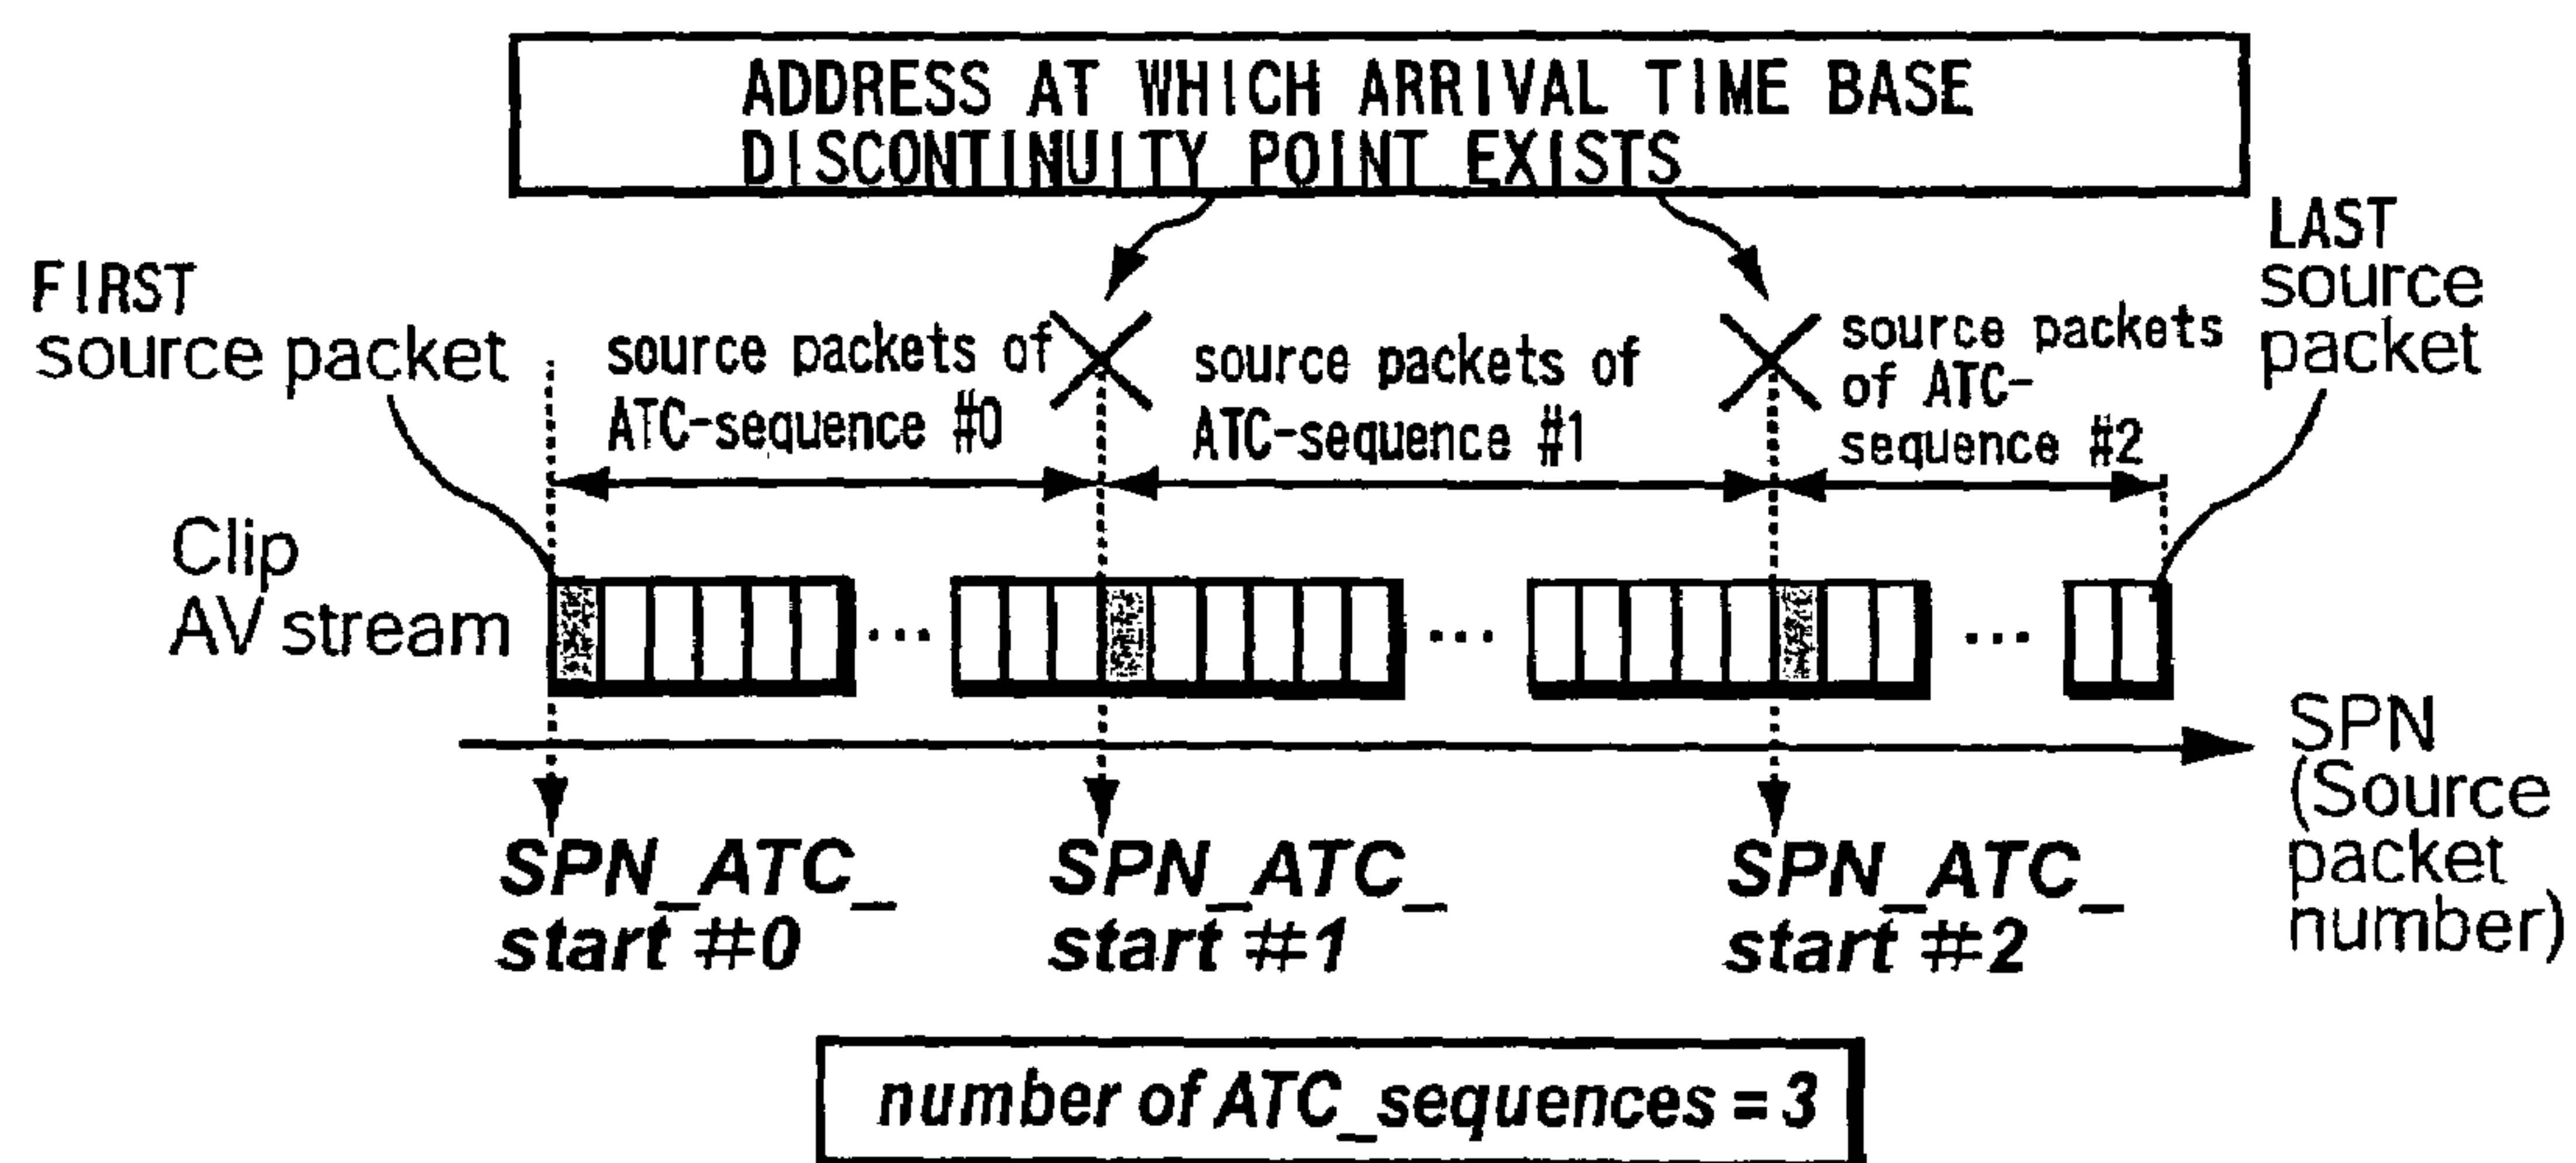 ADDRESS AT WHICH ARRIVAL TIME BASE
DISCONTINUITY POINT EXISTS
FIRST
source packet
source packets of
ATC-sequence #0
source packets of
ATC-sequence #1
source packets
of ATC-
sequence #2
LAST
source
packet
Clip
AV stream
...
...
...
SPN
(Source
packet
number)
SPN_ATC_
start #0
SPN_ATC_
start #1
SPN_ATC_
start #2
number of ATC_sequences = 3